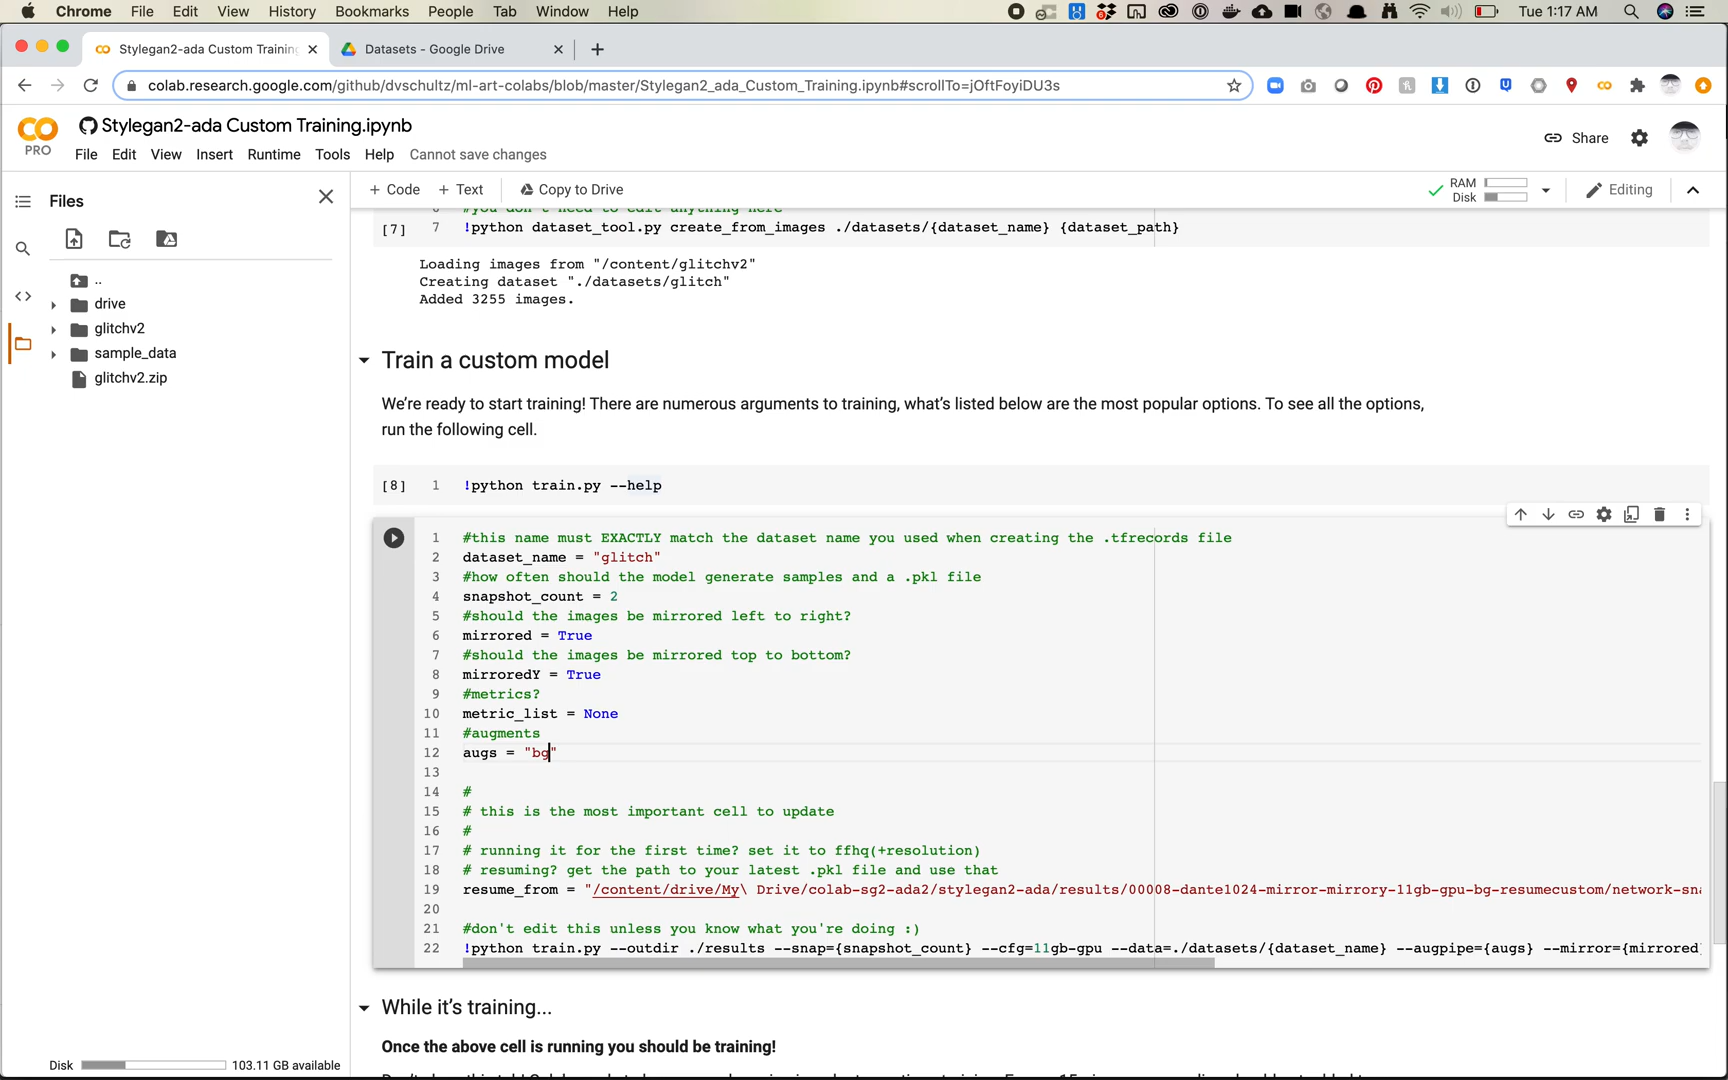 Chrome File Edit View History Bookmarks People Tab Window Help Tue 1:17 AM
Stylegan2-ada Custom Training Datasets - Google Drive
colab.research.google.com/github/dvschultz/ml-art-colabs/blob/master/Stylegan2_ada_Custom_Training.ipynb#scrollTo=jOftFoyiDU3s
Stylegan2-ada Custom Training.ipynb
PRO
File Edit View Insert Runtime Tools Help Cannot save changes
Share
Files
+ Code + Text Copy to Drive
RAM
Disk
Editing
..
drive
glitchv2
sample_data
glitchv2.zip
Disk 103.11 GB available
#you don't need to edit anything here
[7] 7 !python dataset_tool.py create_from_images ./datasets/{dataset_name} {dataset_path}
Loading images from "/content/glitchv2"
Creating dataset "./datasets/glitch"
Added 3255 images.
Train a custom model
We're ready to start training! There are numerous arguments to training, what's listed below are the most popular options. To see all the options,
run the following cell.
[8] 1 !python train.py --help
1 #this name must EXACTLY match the dataset name you used when creating the .tfrecords file
2 dataset_name = "glitch"
3 #how often should the model generate samples and a .pkl file
4 snapshot_count = 2
5 #should the images be mirrored left to right?
6 mirrored = True
7 #should the images be mirrored top to bottom?
8 mirroredY = True
9 #metrics?
10 metric_list = None
11 #augments
12 augs = "bg"
13
14 #
15 # this is the most important cell to update
16 #
17 # running it for the first time? set it to ffhq(+resolution)
18 # resuming? get the path to your latest .pkl file and use that
19 resume_from = "/content/drive/My\ Drive/colab-sg2-ada2/stylegan2-ada/results/00008-dante1024-mirror-mirrory-11gb-gpu-bg-resumecustom/network-sna
20
21 #don't edit this unless you know what you're doing :)
22 !python train.py --outdir ./results --snap={snapshot_count} --cfg=11gb-gpu --data=./datasets/{dataset_name} --augpipe={augs} --mirror={mirrored}
While it's training...
Once the above cell is running you should be training!